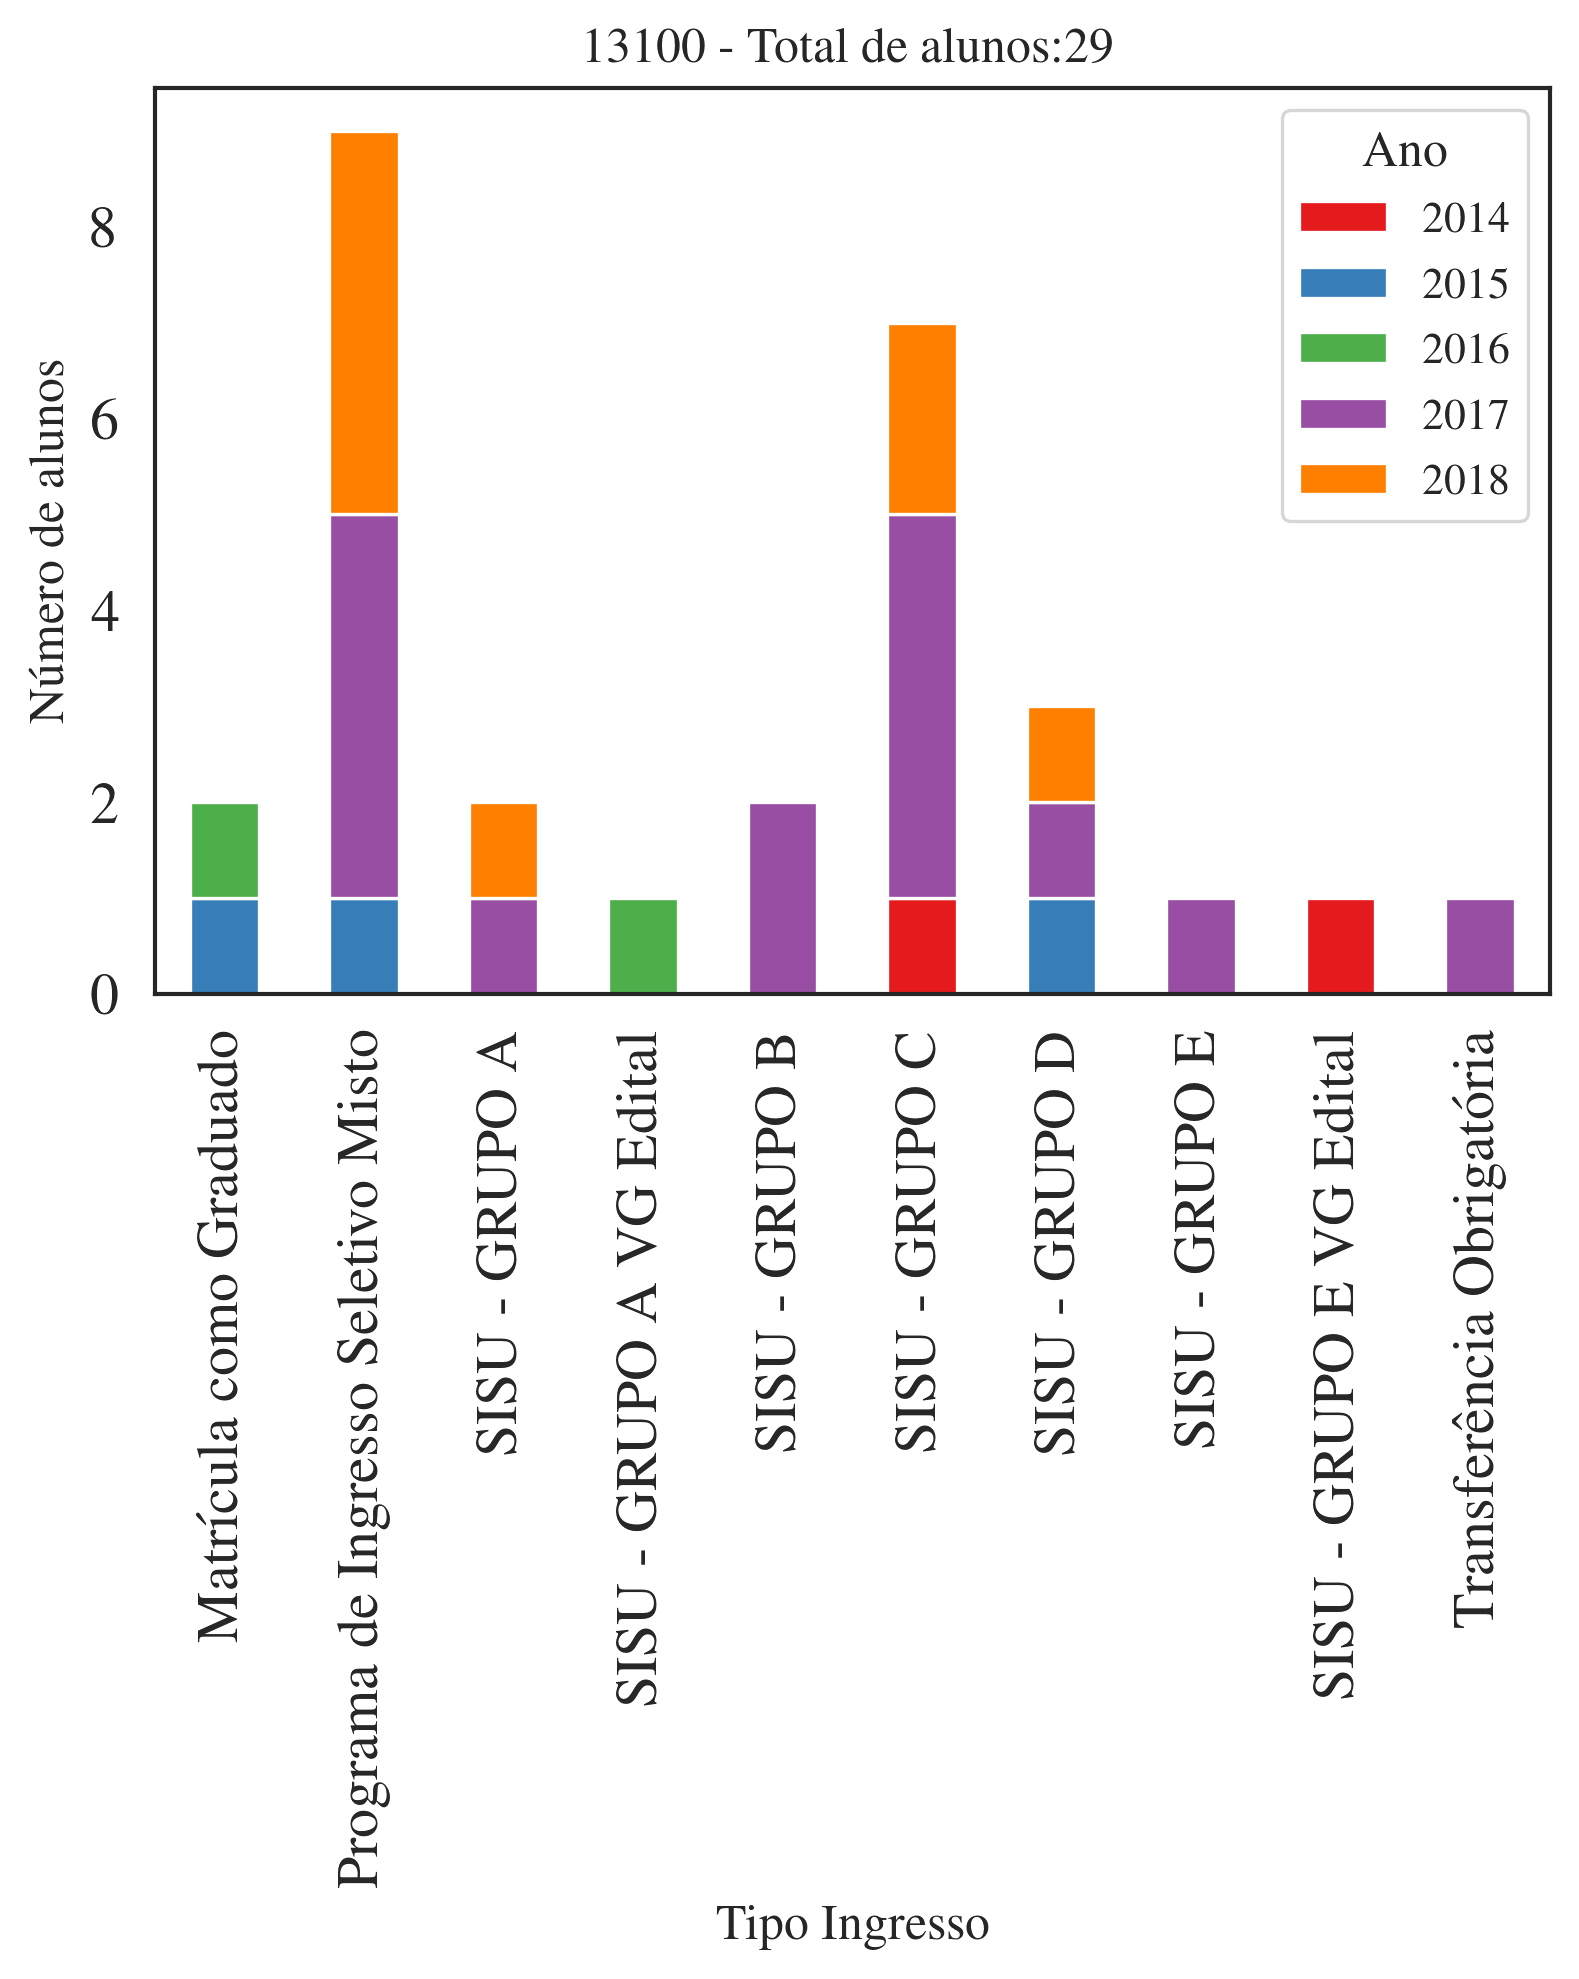 13100 - Total de alunos:29
Ano
2014
2015
2016
2017
2018
Número de alunos
8
6
4
2
0
Matrícula como Graduado
Programa de Ingresso Seletivo Misto
SISU - GRUPO A
SISU - GRUPO A VG Edital
SISU - GRUPO B
SISU - GRUPO C
SISU - GRUPO D
SISU - GRUPO E
SISU - GRUPO E VG Edital
Transferência Obrigatória
Tipo Ingresso